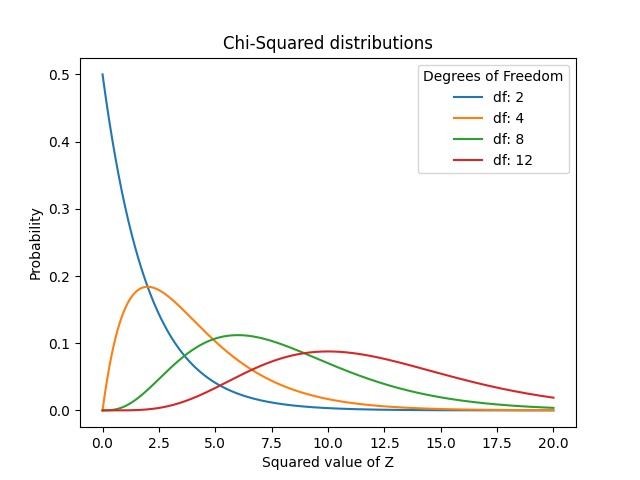 Chi-Squared distributions
Degrees of Freedom
df: 2
df: 4
df: 8
df: 12
Probability
0.5
0.4
0.3
0.2
0.1
0.0
0.0 2.5 5.0 7.5 10.0 12.5 15.0 17.5 20.0
Squared value of Z